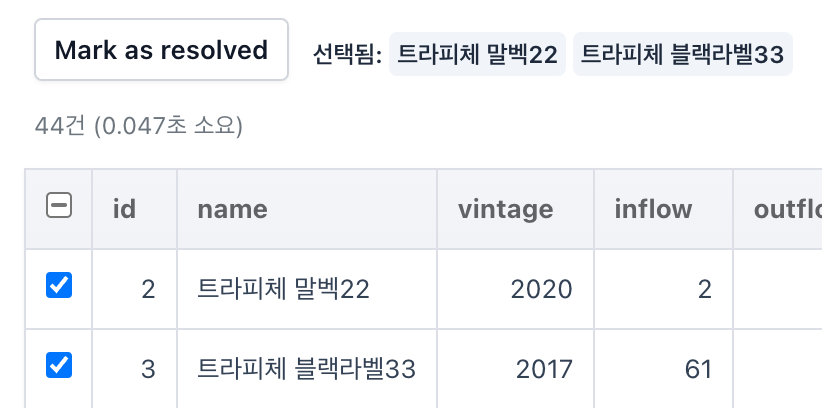 Mark as resolved 선택됨: 트라피체 말벡22 트라피체 블랙라벨33
44건 (0.047초 소요)
id name vintage inflow outflo
2 트라피체 말벡22 2020 2
3 트라피체 블랙라벨33 2017 61